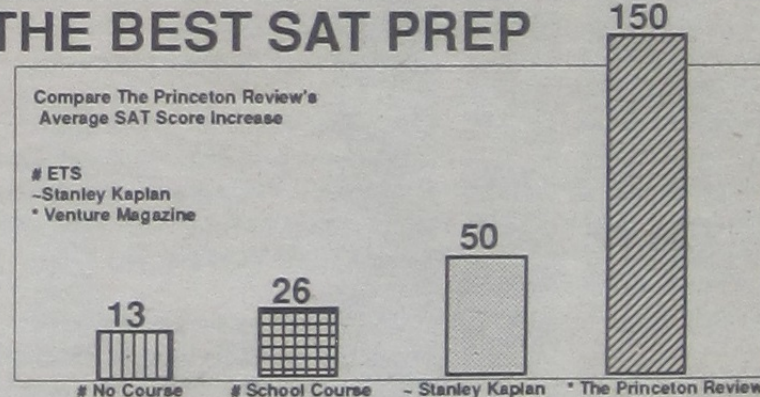 THE BEST SAT PREP
150
Compare The Princeton Review's
Average SAT Score Increase
# ETS
~Stanley Kaplan
* Venture Magazine
50
26
13
# No Course # School Course ~ Stanley Kaplan * The Princeton Review